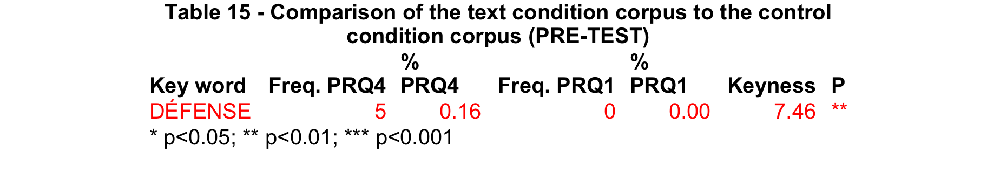 Table 15 - Comparison of the text condition corpus to the control
condition corpus (PRE-TEST)
% %
Key word Freq. PRQ4 PRQ4 Freq. PRQ1 PRQ1 Keyness P
DÉFENSE 5 0.16 0 0.00 7.46 **
* p<0.05; ** p<0.01; *** p<0.001